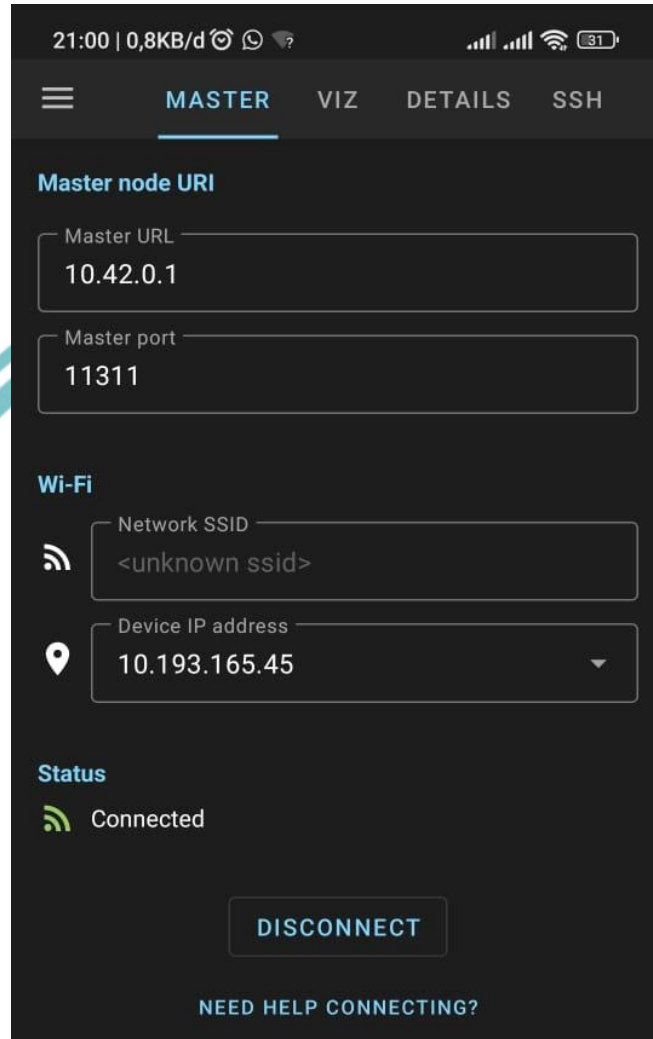 21:00 | 0,8KB/d 31
MASTER VIZ DETAILS SSH
Master node URI
Master URL
10.42.0.1
Master port
11311
Wi-Fi
Network SSID
<unknown ssid>
Device IP address
10.193.165.45
Status
Connected
DISCONNECT
NEED HELP CONNECTING?